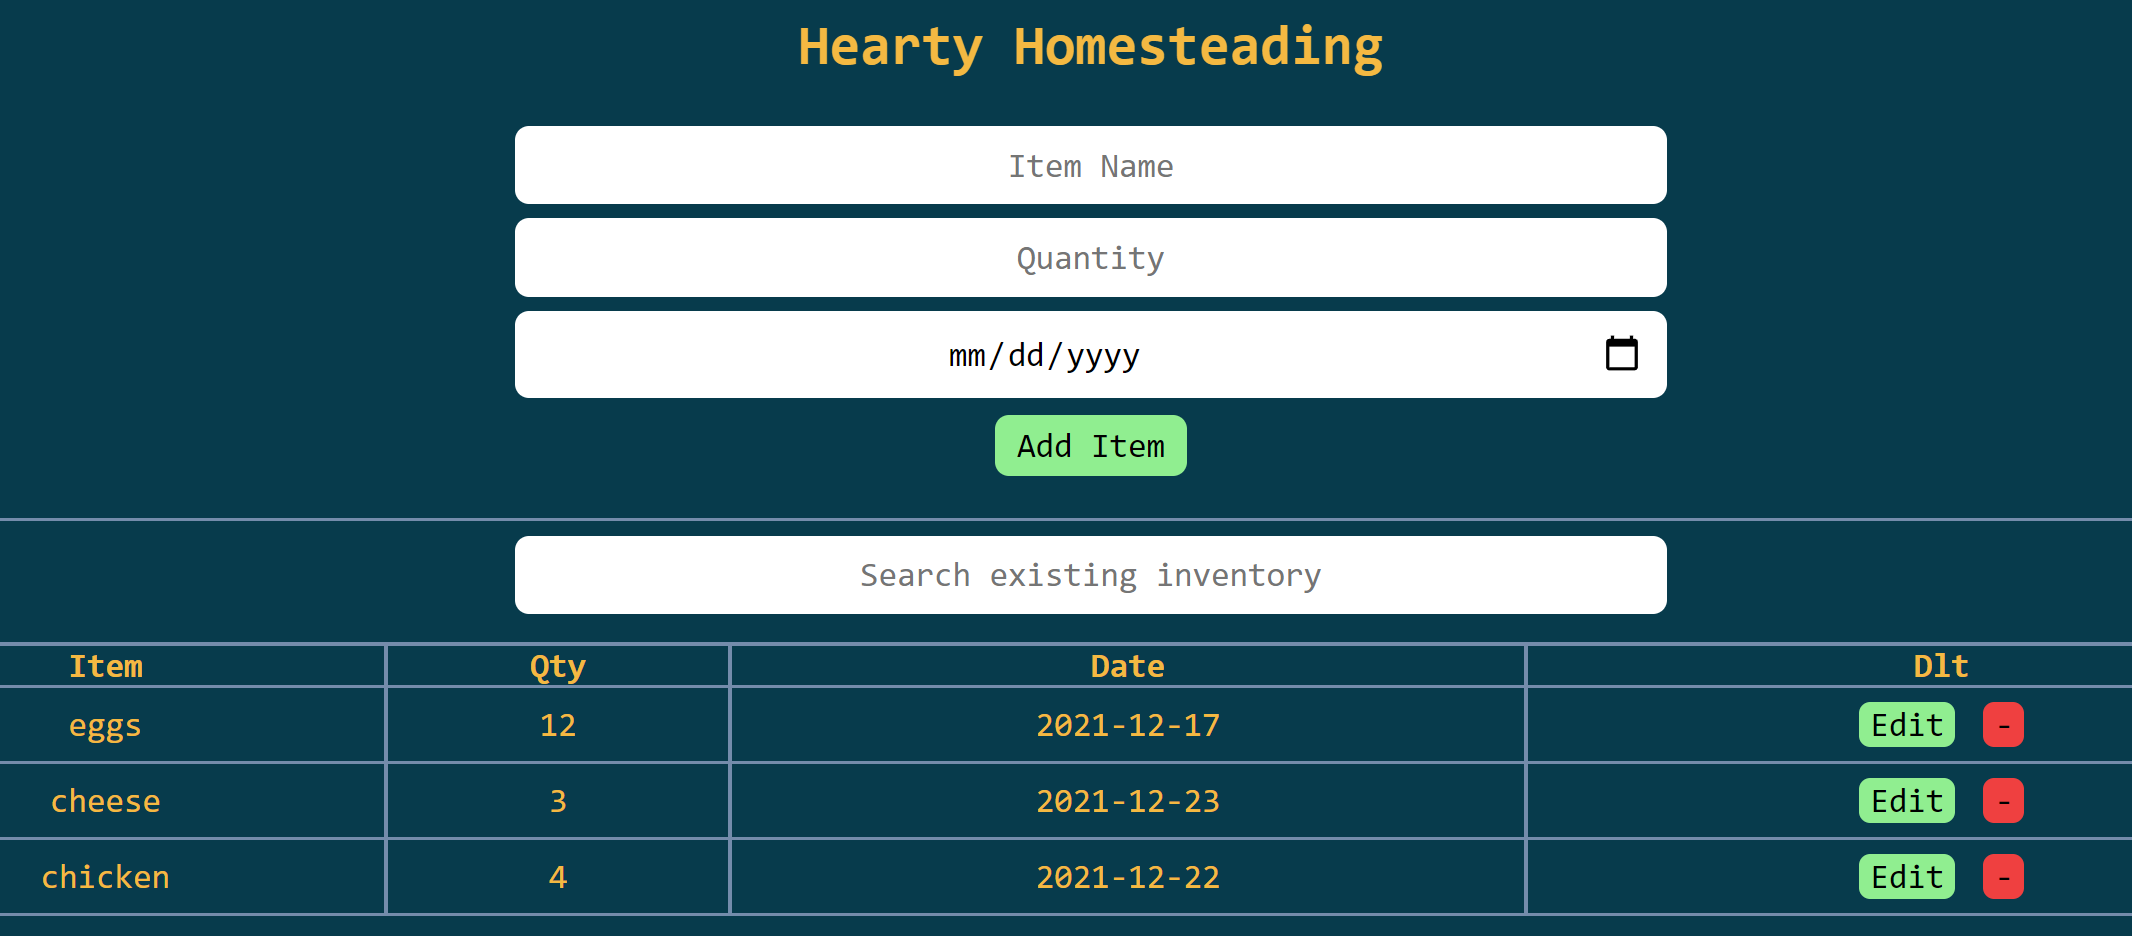 Hearty Homesteading
Item Name
Quantity
mm/dd/yyyy
Add Item
Search existing inventory
Item Qty Date Dlt
eggs 12 2021-12-17 Edit -
cheese 3 2021-12-23 Edit -
chicken 4 2021-12-22 Edit -